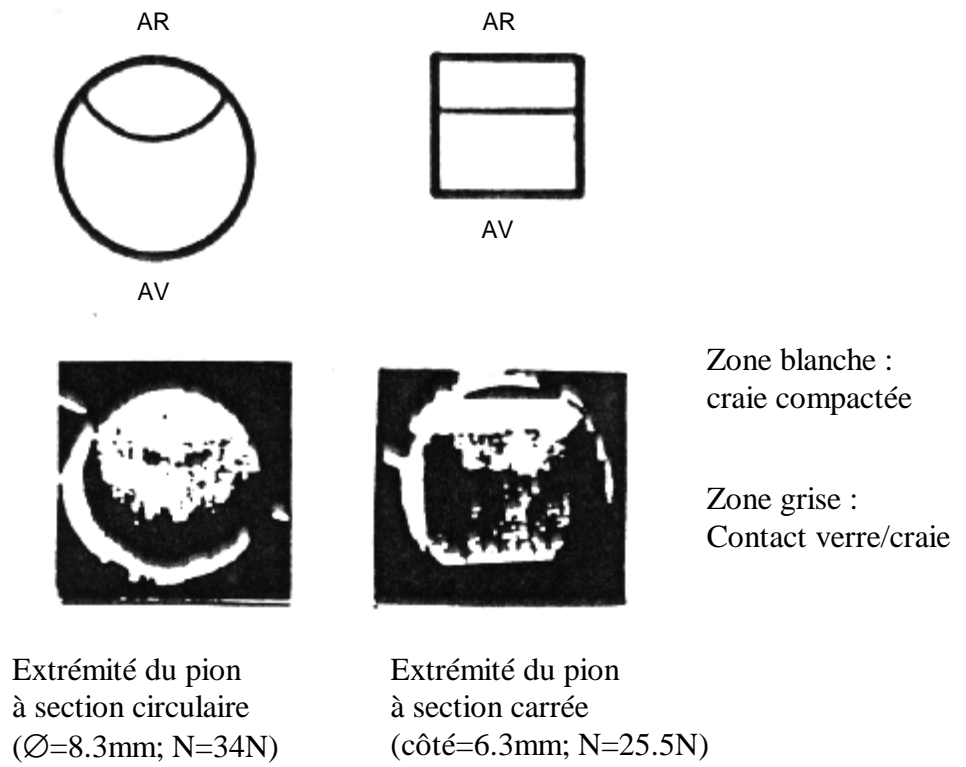 AR
AR
AV
AV
Zone blanche :
craie compactée
Zone grise :
Contact verre/craie
Extrémité du pion
à section circulaire
(∅=8.3mm; N=34N)
Extrémité du pion
à section carrée
(côté=6.3mm; N=25.5N)